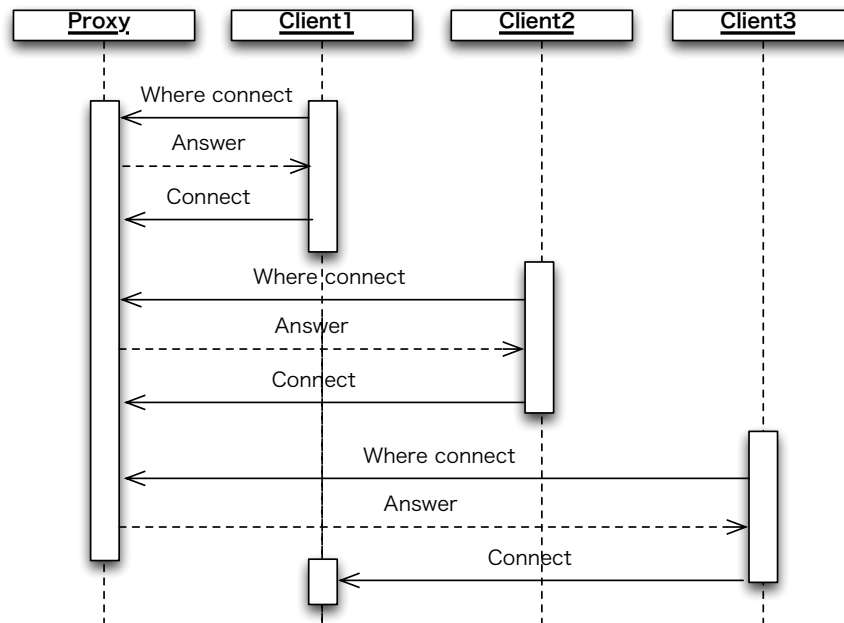 Proxy
Client1
Client2
Client3
Where connect
Answer
Connect
Where connect
Answer
Connect
Where connect
Answer
Connect